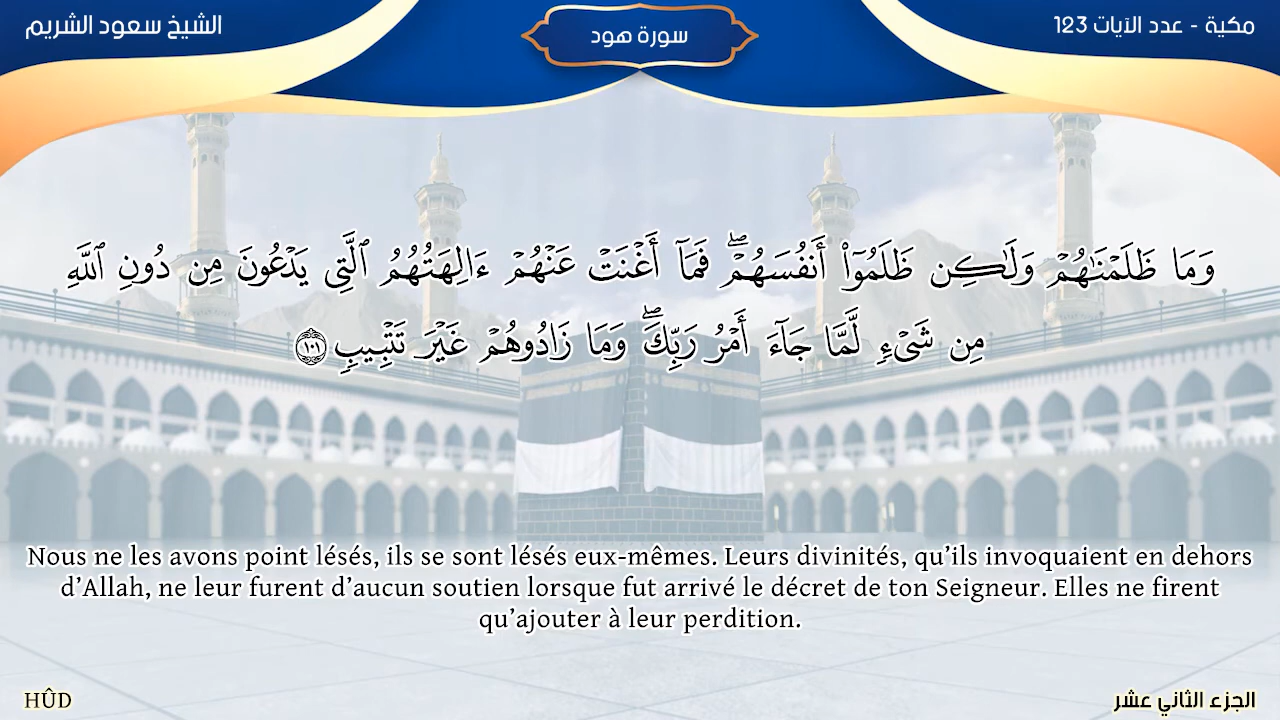 مكية - عدد الآيات 123
سورة هود
الشيخ سعود الشريم
وَمَا ظَلَمْنَٰهُمْ وَلَٰكِن ظَلَمُوٓا۟ أَنفُسَهُمْ ۖ فَمَآ أَغْنَتْ عَنْهُمْ ءَالِهَتُهُمُ ٱلَّتِى يَدْعُونَ مِن دُونِ ٱللَّهِ
مِن شَىْءٍ لَّمَّا جَآءَ أَمْرُ رَبِّكَ ۖ وَمَا زَادُوهُمْ غَيْرَ تَتْبِيبٍ ١٠١
Nous ne les avons point lésés, ils se sont lésés eux-mêmes. Leurs divinités, qu’ils invoquaient en dehors
d’Allah, ne leur furent d’aucun soutien lorsque fut arrivé le décret de ton Seigneur. Elles ne firent
qu’ajouter à leur perdition.
HÛD
الجزء الثاني عشر